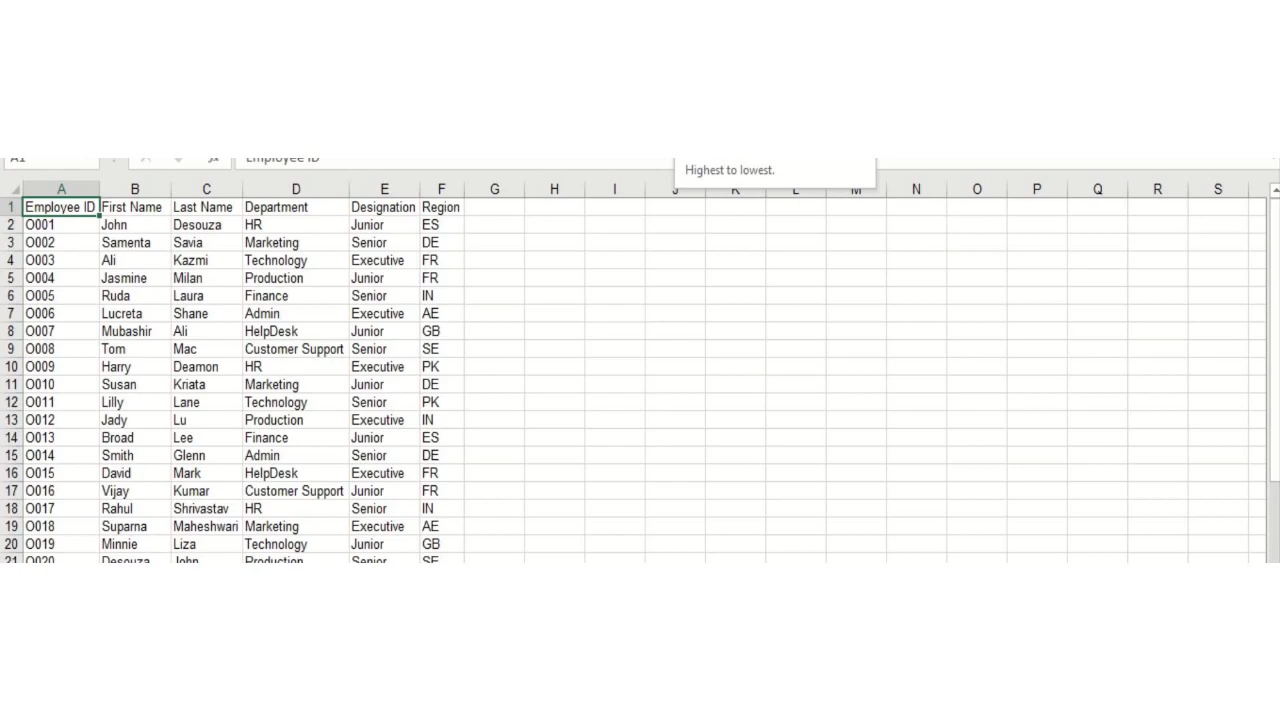 A1 fx Employee ID
Highest to lowest.
A B C D E F G H I J K L M N O P Q R S
1 Employee ID First Name Last Name Department Designation Region
2 O001 John Desouza HR Junior ES
3 O002 Samenta Savia Marketing Senior DE
4 O003 Ali Kazmi Technology Executive FR
5 O004 Jasmine Milan Production Junior FR
6 O005 Ruda Laura Finance Senior IN
7 O006 Lucreta Shane Admin Executive AE
8 O007 Mubashir Ali HelpDesk Junior GB
9 O008 Tom Mac Customer Support Senior SE
10 O009 Harry Deamon HR Executive PK
11 O010 Susan Kriata Marketing Junior DE
12 O011 Lilly Lane Technology Senior PK
13 O012 Jady Lu Production Executive IN
14 O013 Broad Lee Finance Junior ES
15 O014 Smith Glenn Admin Senior DE
16 O015 David Mark HelpDesk Executive FR
17 O016 Vijay Kumar Customer Support Junior FR
18 O017 Rahul Shrivastav HR Senior IN
19 O018 Suparna Maheshwari Marketing Executive AE
20 O019 Minnie Liza Technology Junior GB
21 O020 Desouza John Production Senior SE